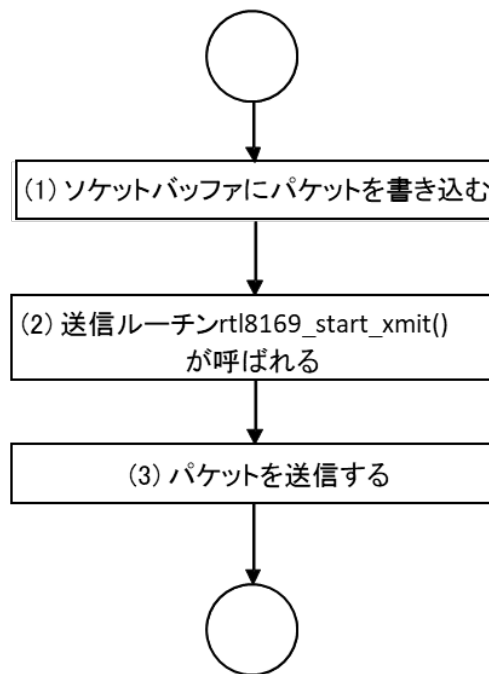 (1) ソケットバッファにパケットを書き込む
(2) 送信ルーチンrtl8169_start_xmit()
が呼ばれる
(3) パケットを送信する